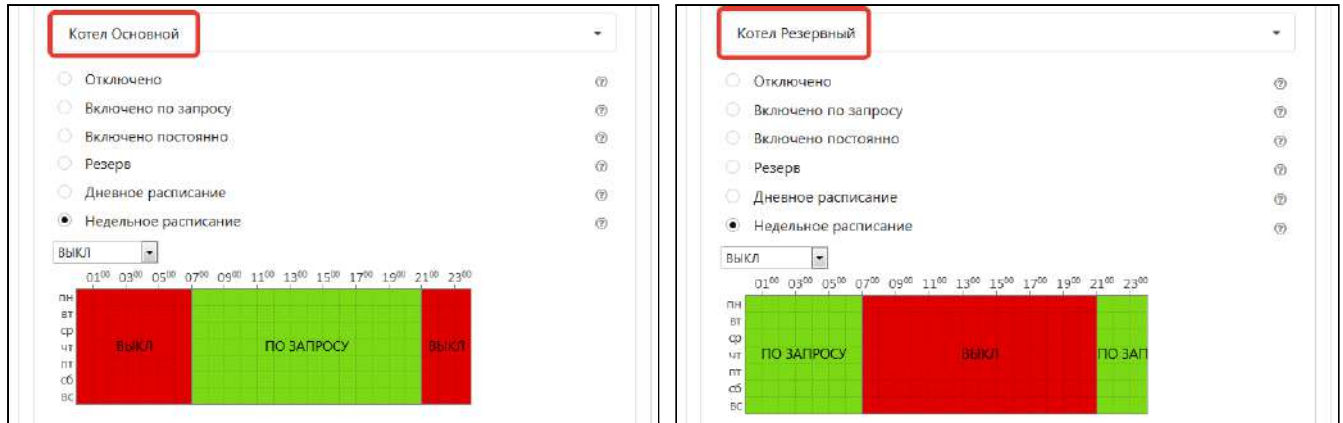 Котел Основной
Отключено
Включено по запросу
Включено постоянно
Резерв
Дневное расписание
Недельное расписание
ВЫКЛ
01⁰⁰ 03⁰⁰ 05⁰⁰ 07⁰⁰ 09⁰⁰ 11⁰⁰ 13⁰⁰ 15⁰⁰ 17⁰⁰ 19⁰⁰ 21⁰⁰ 23⁰⁰
пн
вт
ср
чт ВЫКЛ ПО ЗАПРОСУ ВЫКЛ
пт
сб
вс
Котел Резервный
Отключено
Включено по запросу
Включено постоянно
Резерв
Дневное расписание
Недельное расписание
ВЫКЛ
01⁰⁰ 03⁰⁰ 05⁰⁰ 07⁰⁰ 09⁰⁰ 11⁰⁰ 13⁰⁰ 15⁰⁰ 17⁰⁰ 19⁰⁰ 21⁰⁰ 23⁰⁰
пн
вт
ср
чт ПО ЗАПРОСУ ВЫКЛ ПО ЗАП
пт
сб
вс